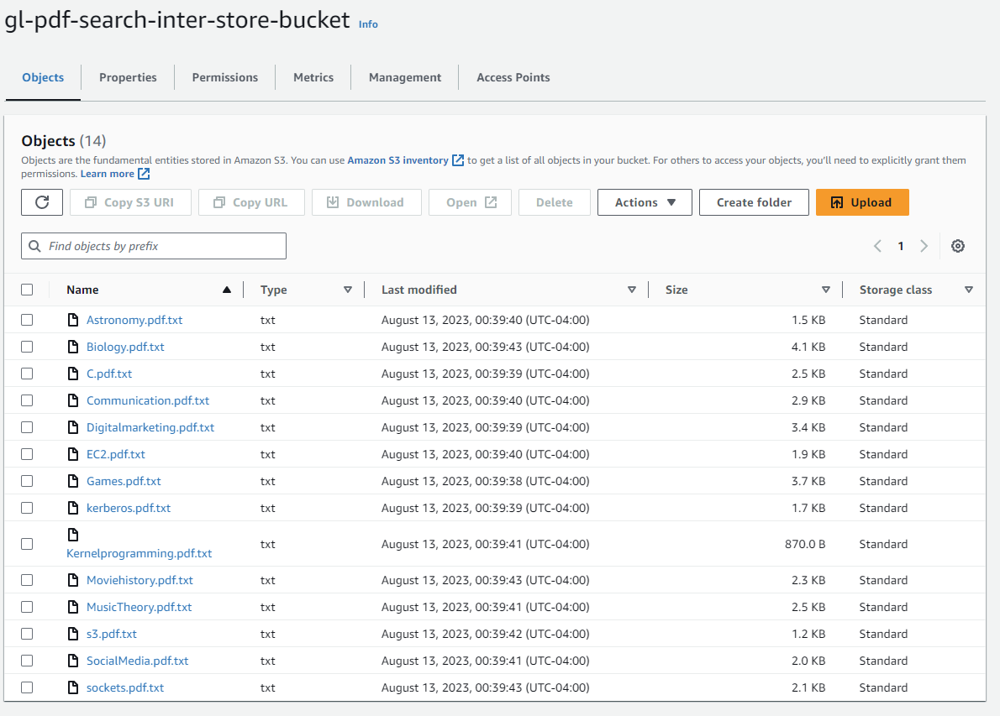 gl-pdf-search-inter-store-bucket Info
Objects Properties Permissions Metrics Management Access Points
Objects (14)
Objects are the fundamental entities stored in Amazon S3. You can use Amazon S3 inventory to get a list of all objects in your bucket. For others to access your objects, you'll need to explicitly grant them
permissions. Learn more
Copy S3 URI Copy URL Download Open Delete Actions Create folder Upload
Find objects by prefix 1
Name Type Last modified Size Storage class
Astronomy.pdf.txt txt August 13, 2023, 00:39:40 (UTC-04:00) 1.5 KB Standard
Biology.pdf.txt txt August 13, 2023, 00:39:43 (UTC-04:00) 4.1 KB Standard
C.pdf.txt txt August 13, 2023, 00:39:39 (UTC-04:00) 2.5 KB Standard
Communication.pdf.txt txt August 13, 2023, 00:39:40 (UTC-04:00) 2.9 KB Standard
Digitalmarketing.pdf.txt txt August 13, 2023, 00:39:39 (UTC-04:00) 3.4 KB Standard
EC2.pdf.txt txt August 13, 2023, 00:39:40 (UTC-04:00) 1.9 KB Standard
Games.pdf.txt txt August 13, 2023, 00:39:38 (UTC-04:00) 3.7 KB Standard
kerberos.pdf.txt txt August 13, 2023, 00:39:39 (UTC-04:00) 1.7 KB Standard
Kernelprogramming.pdf.txt txt August 13, 2023, 00:39:41 (UTC-04:00) 870.0 B Standard
Moviehistory.pdf.txt txt August 13, 2023, 00:39:43 (UTC-04:00) 2.3 KB Standard
MusicTheory.pdf.txt txt August 13, 2023, 00:39:41 (UTC-04:00) 2.5 KB Standard
s3.pdf.txt txt August 13, 2023, 00:39:42 (UTC-04:00) 1.2 KB Standard
SocialMedia.pdf.txt txt August 13, 2023, 00:39:41 (UTC-04:00) 2.0 KB Standard
sockets.pdf.txt txt August 13, 2023, 00:39:43 (UTC-04:00) 2.1 KB Standard